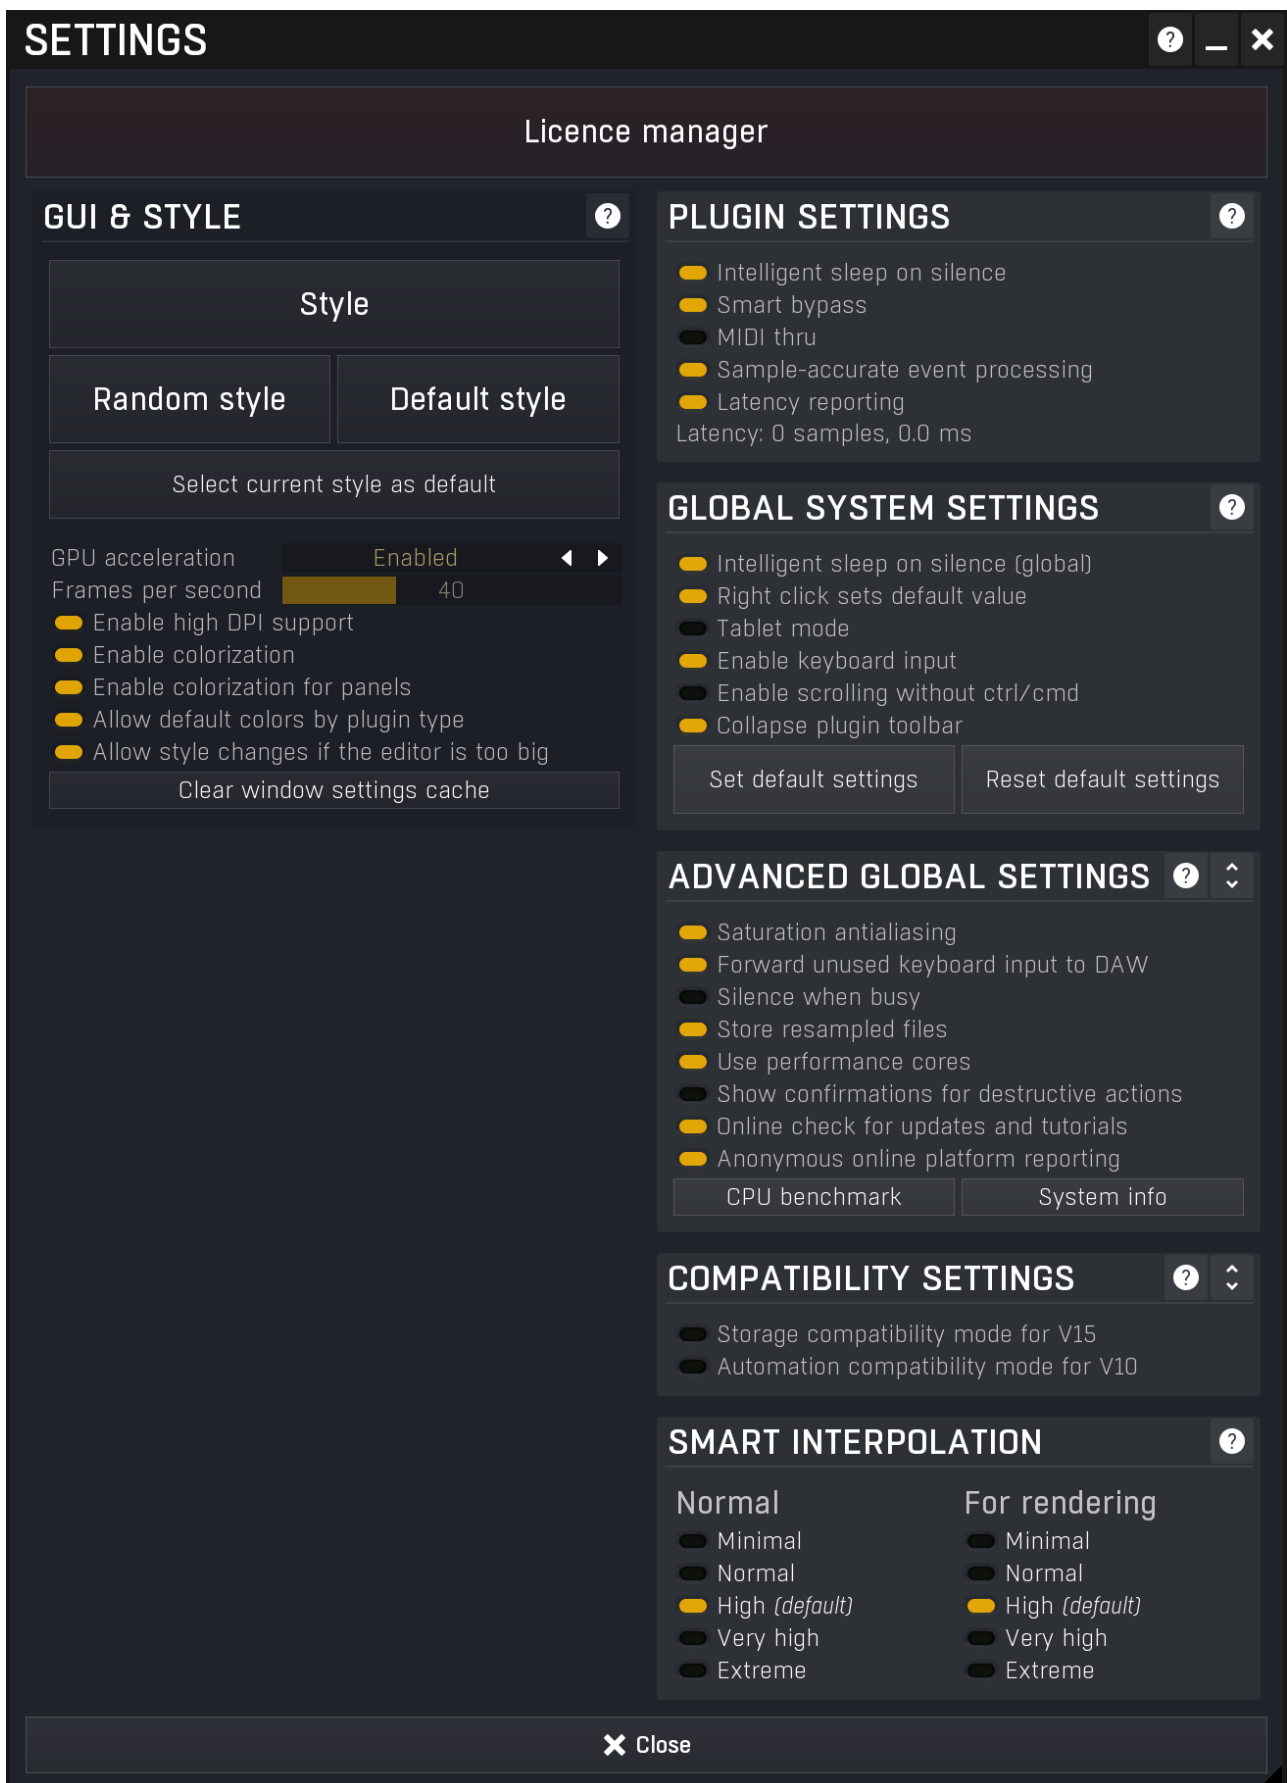 SETTINGS
Licence manager
GUI & STYLE
Style
Random style
Default style
Select current style as default
GPU acceleration Enabled
Frames per second 40
Enable high DPI support
Enable colorization
Enable colorization for panels
Allow default colors by plugin type
Allow style changes if the editor is too big
Clear window settings cache
PLUGIN SETTINGS
Intelligent sleep on silence
Smart bypass
MIDI thru
Sample-accurate event processing
Latency reporting
Latency: 0 samples, 0.0 ms
GLOBAL SYSTEM SETTINGS
Intelligent sleep on silence (global)
Right click sets default value
Tablet mode
Enable keyboard input
Enable scrolling without ctrl/cmd
Collapse plugin toolbar
Set default settings
Reset default settings
ADVANCED GLOBAL SETTINGS
Saturation antialiasing
Forward unused keyboard input to DAW
Silence when busy
Store resampled files
Use performance cores
Show confirmations for destructive actions
Online check for updates and tutorials
Anonymous online platform reporting
CPU benchmark
System info
COMPATIBILITY SETTINGS
Storage compatibility mode for V15
Automation compatibility mode for V10
SMART INTERPOLATION
Normal
Minimal
Normal
High (default)
Very high
Extreme
For rendering
Minimal
Normal
High (default)
Very high
Extreme
Close